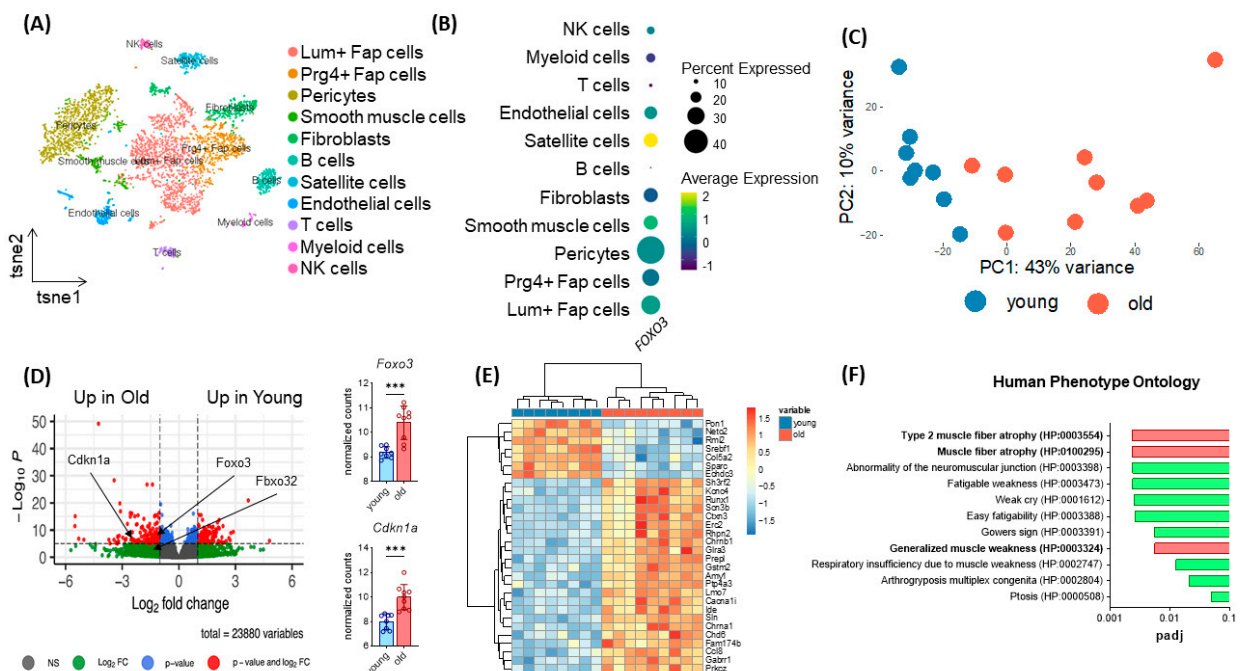 (A)
NK cells
Satellite cells
Fibroblasts
Pericytes
Prg4+ Fap cells
Smooth muscle cells
Lum+ Fap cells
B cells
Endothelial cells
Myeloid cells
T cells
tsne2
tsne1
Lum+ Fap cells
Prg4+ Fap cells
Pericytes
Smooth muscle cells
Fibroblasts
B cells
Satellite cells
Endothelial cells
T cells
Myeloid cells
NK cells
(B)
NK cells
Myeloid cells
T cells
Endothelial cells
Satellite cells
B cells
Fibroblasts
Smooth muscle cells
Pericytes
Prg4+ Fap cells
Lum+ Fap cells
FOXO3
Percent Expressed
10
20
30
40
Average Expression
2
1
0
-1
(C)
PC2: 10% variance
20
0
−20
−20
0
20
40
60
PC1: 43% variance
young
old
(D)
Up in Old
Up in Young
−Log10 P
50
45
40
35
30
25
20
15
10
5
0
Cdkn1a
Foxo3
Fbxo32
−6
−3
0
3
6
Log2 fold change
total = 23880 variables
NS
Log2 FC
p-value
p - value and log2 FC
Foxo3
***
normalized counts
12
11
10
9
8
young
old
Cdkn1a
***
normalized counts
14
12
10
8
6
young
old
(E)
Pon1
Neto2
Rmi2
Srebf1
Col5a2
Sparc
Echdc3
Sh3rf2
Kcnc4
Runx1
Scn3b
Erc2
Rhpn2
Chrnb1
Glra3
Prepl
Gstm2
Amy1
Ptp4a3
Lmo7
Cacna1i
Ide
Sln
Chrna1
Chd6
Fam174b
Gabrr1
Prkcz
1.5
1.0
0.5
0.0
−0.5
−1.0
−1.5
variable
young
old
(F)
Human Phenotype Ontology
Type 2 muscle fiber atrophy (HP:0003554)
Muscle fiber atrophy (HP:0100295)
Abnormality of the neuromuscular junction (HP:0003398)
Fatigable weakness (HP:0003473)
Weak cry (HP:0001612)
Easy fatigability (HP:0003388)
Gowers sign (HP:0003391)
Generalized muscle weakness (HP:0003324)
Respiratory insufficiency due to muscle weakness (HP:0002747)
Arthrogryposis multiplex congenita (HP:0002804)
Ptosis (HP:0000508)
0.001
0.01
0.1
padj